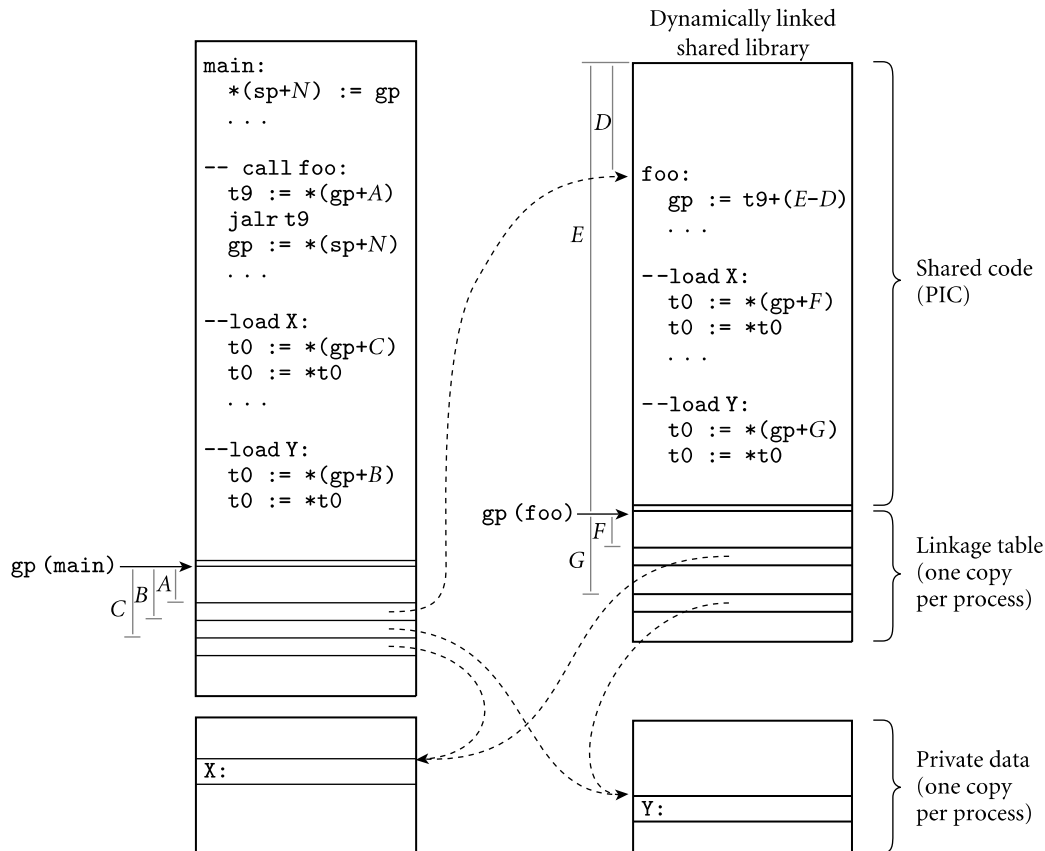 main:
*(sp+N) := gp
. . .
-- call foo:
t9 := *(gp+A)
jalr t9
gp := *(sp+N)
. . .
--load X:
t0 := *(gp+C)
t0 := *t0
. . .
--load Y:
t0 := *(gp+B)
t0 := *t0
gp (main)
C
B
A
X:
Dynamically linked
shared library
D
E
foo:
gp := t9+(E-D)
. . .
--load X:
t0 := *(gp+F)
t0 := *t0
. . .
--load Y:
t0 := *(gp+G)
t0 := *t0
gp (foo)
F
G
Y:
Shared code
(PIC)
Linkage table
(one copy
per process)
Private data
(one copy
per process)